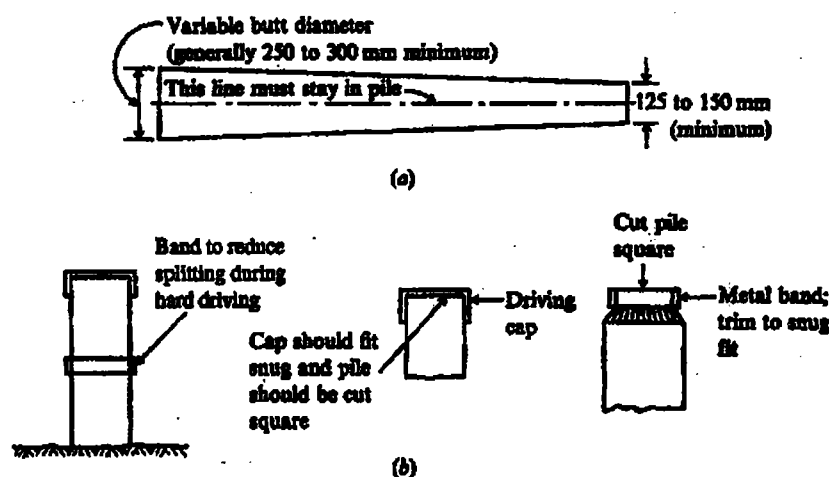 Variable butt diameter
(generally 250 to 300 mm minimum)
This line must stay in pile
125 to 150 mm
(minimum)
(a)
Band to reduce
splitting during
hard driving
Cap should fit
snug and pile
should be cut
square
Driving
cap
Cut pile
square
Metal band;
trim to snug
fit
(b)